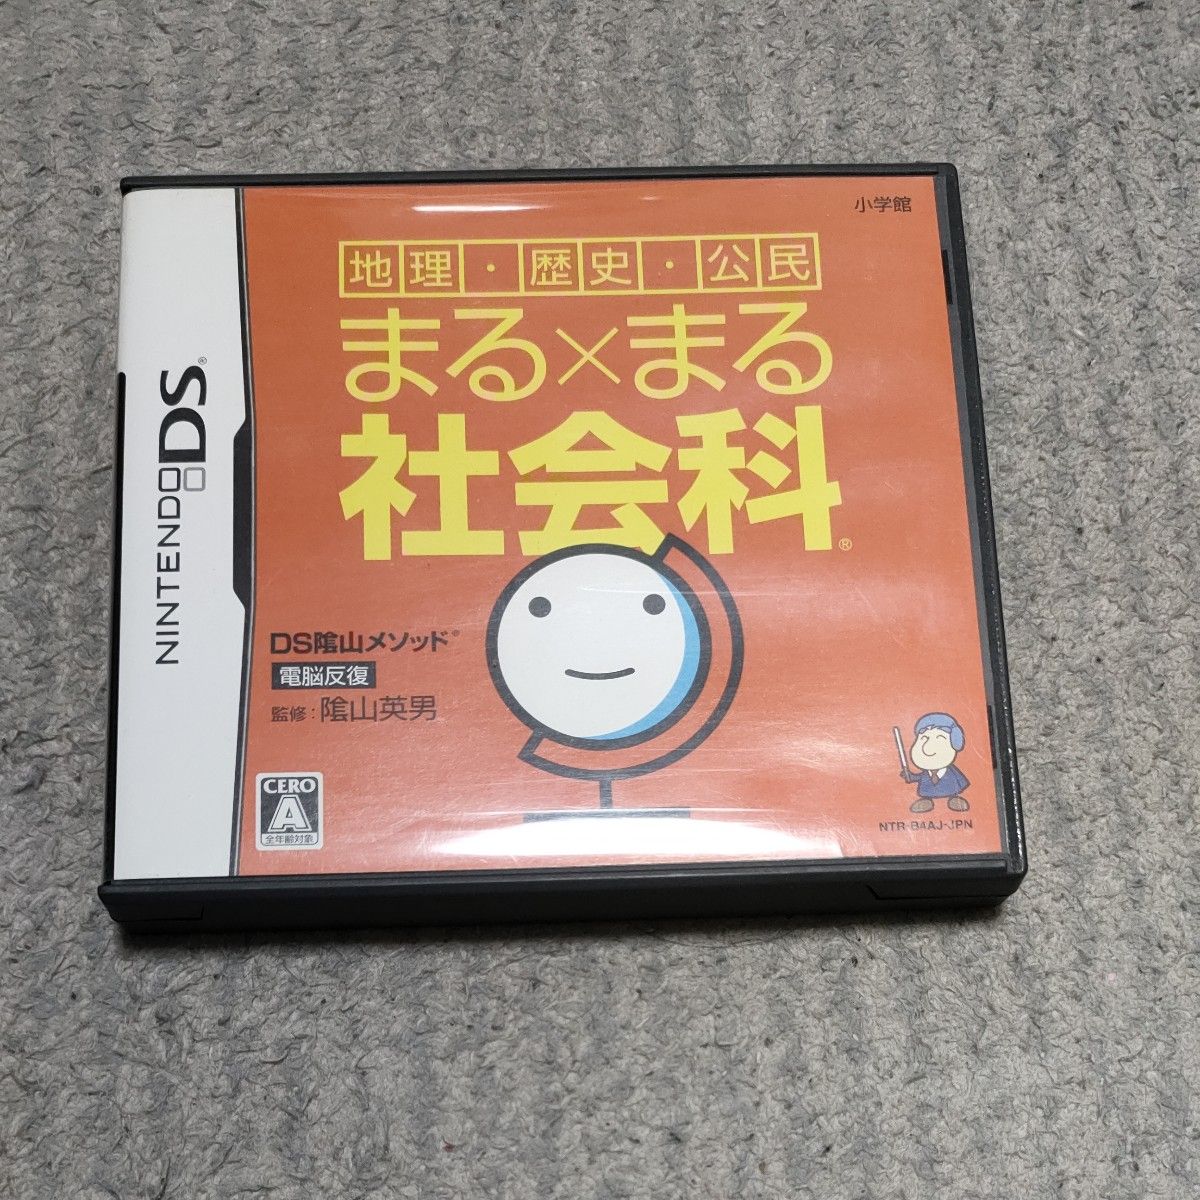 小学館
地理・歴史・公民
まる×まる
社会科®
NINTENDO DS®
DS陰山メソッド®
電脳反復
監修:陰山英男
CERO
A
全年齢対象
NTR-B4AJ-JPN